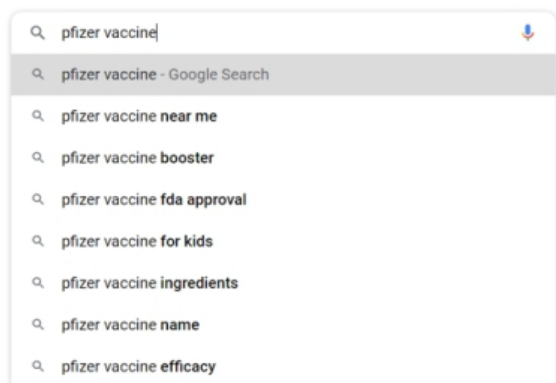 pfizer vaccine
pfizer vaccine - Google Search
pfizer vaccine near me
pfizer vaccine booster
pfizer vaccine fda approval
pfizer vaccine for kids
pfizer vaccine ingredients
pfizer vaccine name
pfizer vaccine efficacy